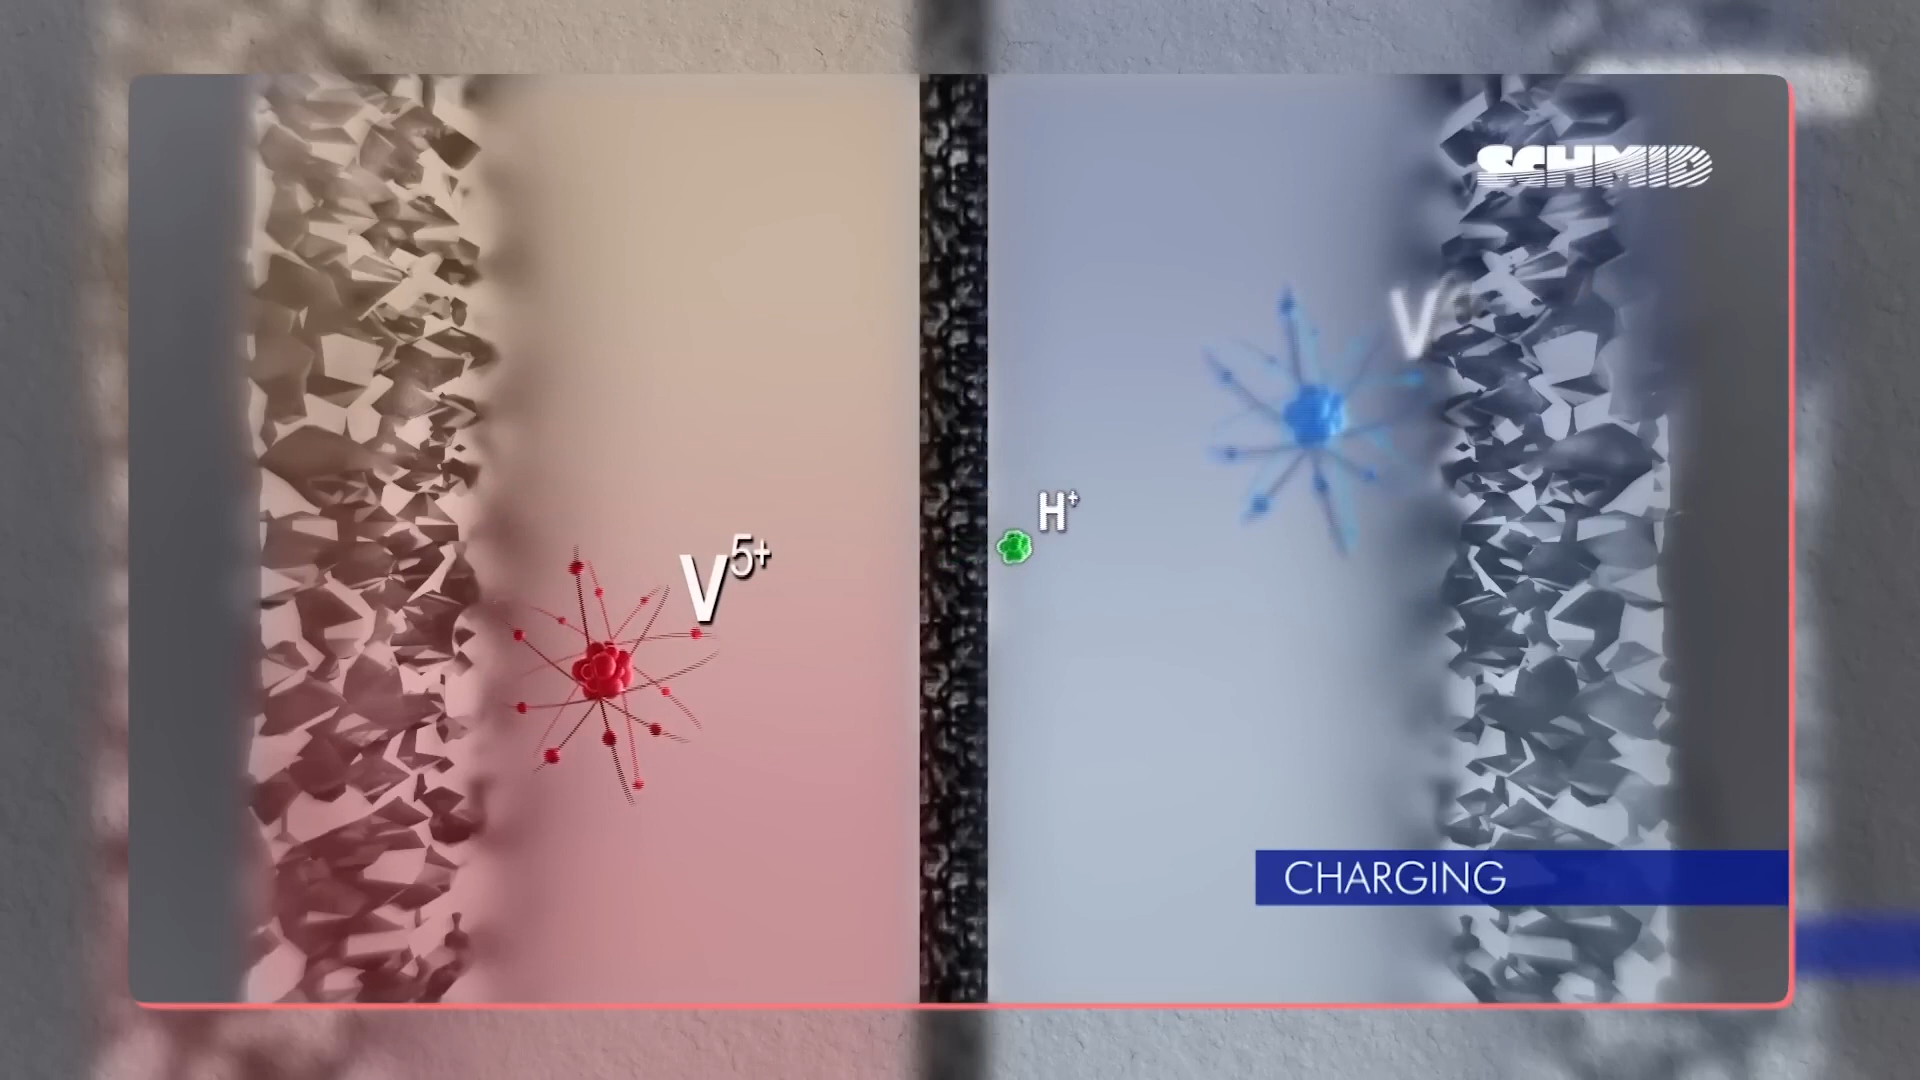 SCHMID
V
H⁺
V⁵⁺
CHARGING